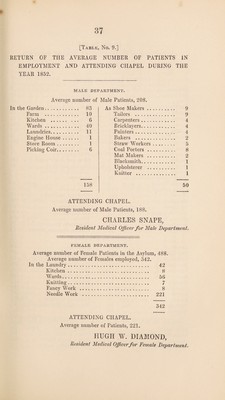 37
[TABLE, No. 9.]
RETURN OF THE AVERAGE NUMBER OF PATIENTS IN
EMPLOYMENT AND ATTENDING CHAPEL DURING THE
YEAR 1852.
MALE DEPARTMENT.
Average number of Male Patients, 298.
In the Garden........ 83 As Shoe Makers......... 9
Farm............ 10 Tailors............... 9
Kitchen.......... 6 Carpenters........... 4
Wards........... 40 Bricklayers........... 4
Laundries........ 11 Painters.............. 4
Engine House.... 1 Bakers............... 2
Store Room...... 1 Straw Workers........ 5
Picking Coir...... 6 Coal Porters.......... 8
Mat Makers........... 2
Blacksmith........... 1
Upholsterer.......... 1
Knitter.............. 1
158 50
ATTENDING CHAPEL.
Average number of Male Patients, 180.
CHARLES SNAPE,
Resident Medical Officer for Male Department.
FEMALE DEPARTMENT.
Average number of Female Patients in the Asylum, 488.
Average number of Females employed, 342.
In the Laundry........................ 42
Kitchen........................ 8
Wards........................ 56
Knitting........................ 7
Fancy Work.................... 8
Needle Work................... 221
342
ATTENDING CHAPEL.
Average number of Patients, 221.
HUGH W. DIAMOND,
Resident Medical Officer for Female Department.